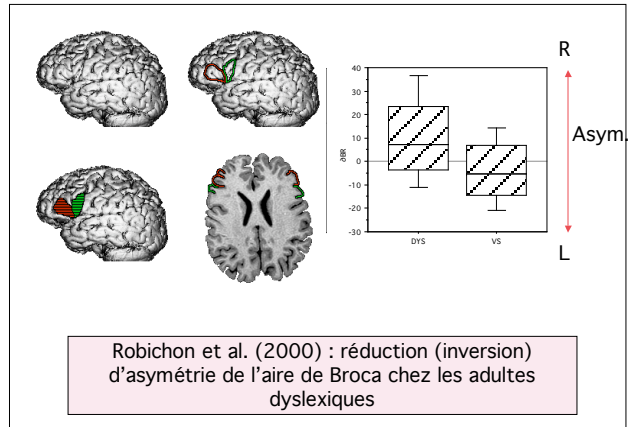 R
40
30
20
10
0
-10
-20
-30
∂BR
DYS
VS
Asym.
L
Robichon et al. (2000) : réduction (inversion)
d'asymétrie de l'aire de Broca chez les adultes
dyslexiques